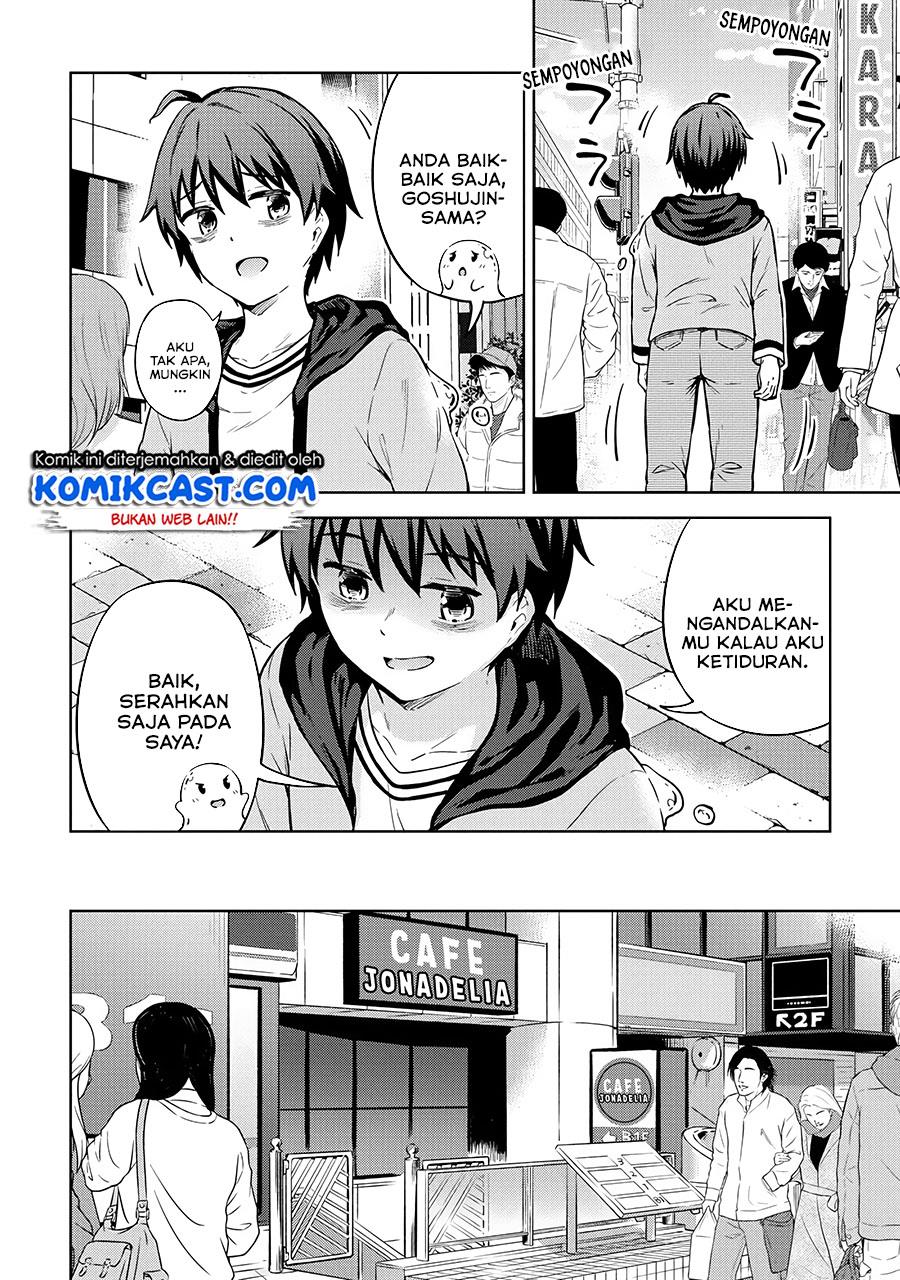 SEMPOYONGAN
フラ
SEMPOYONGAN
フラ
KARA
ANDA BAIK-
BAIK SAJA,
GOSHUJIN-
SAMA?
AKU
TAK APA,
MUNGKIN
...
Komik ini diterjemahkan & diedit oleh
KOMIKCAST.COM
BUKAN WEB LAIN!!
AKU ME-
NGANDALKAN-
MU KALAU AKU
KETIDURAN.
BAIK,
SERAHKAN
SAJA PADA
SAYA!
CAFE
JONADELIA
2F
CAFE
JONADELIA
B1F